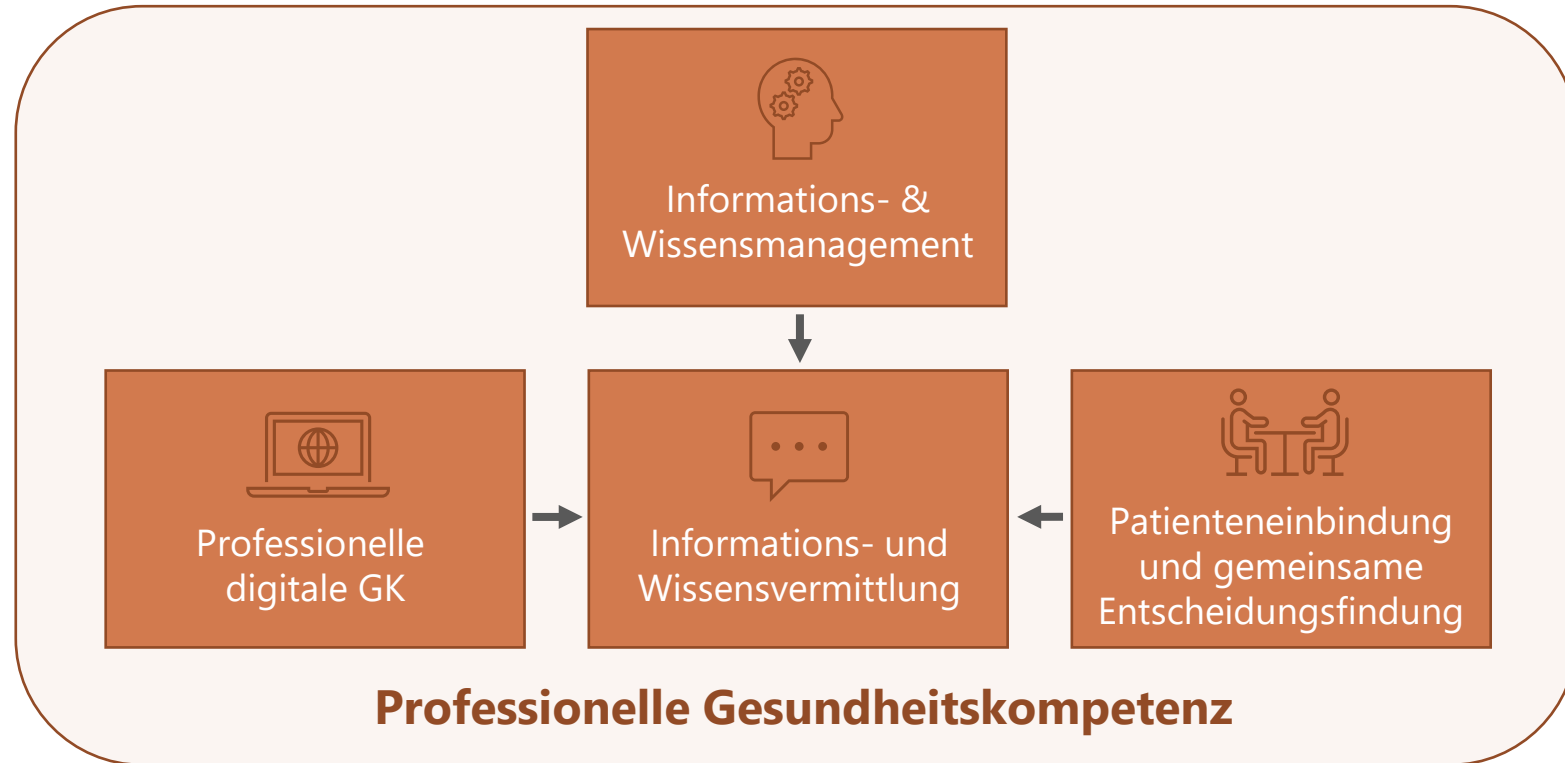 Informations- &
Wissensmanagement
Professionelle
digitale GK
Informations- und
Wissensvermittlung
Patienteneinbindung
und gemeinsame
Entscheidungsfindung
Professionelle Gesundheitskompetenz